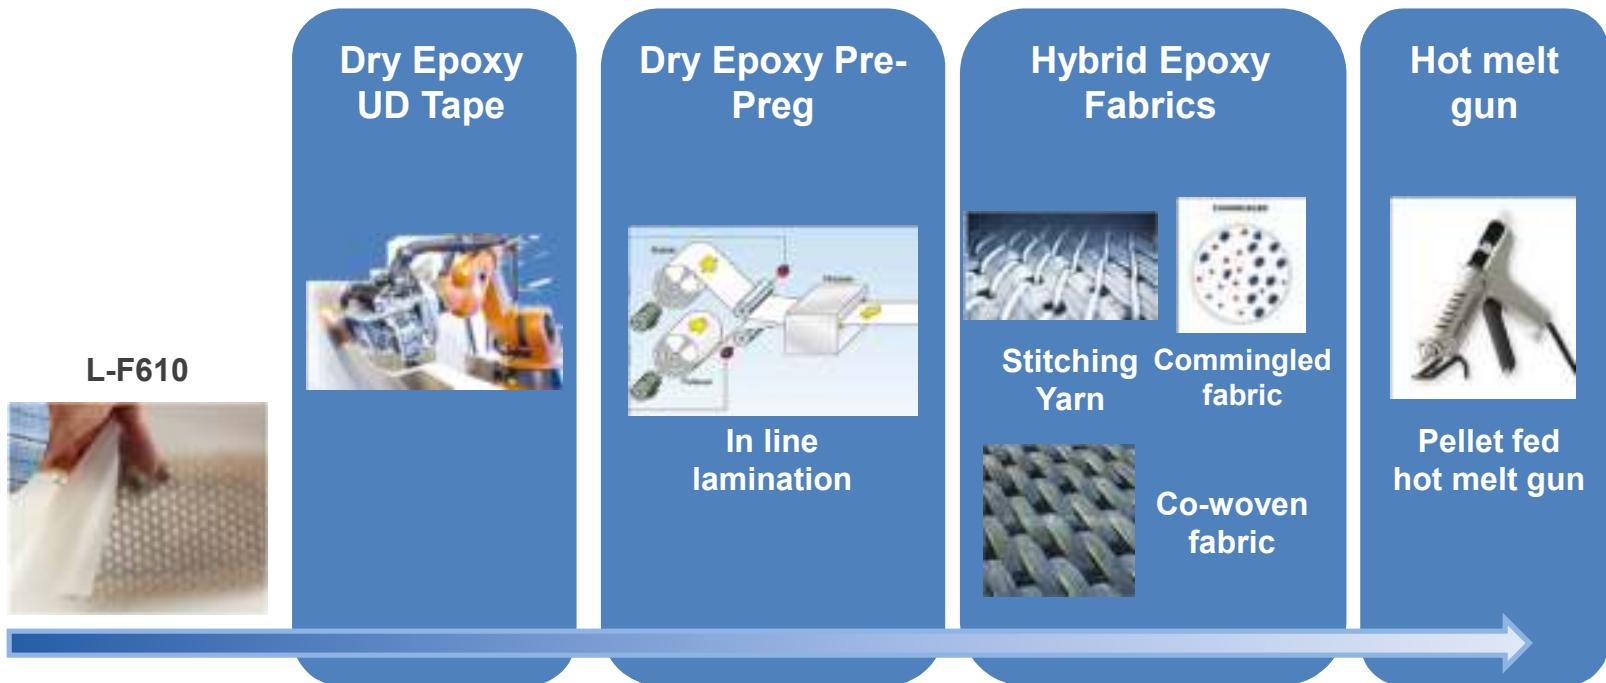 Dry Epoxy
UD Tape
Dry Epoxy Pre-
Preg
Hybrid Epoxy
Fabrics
Hot melt
gun
L-F610
In line
lamination
Stitching
Yarn
Commingled
fabric
Co-woven
fabric
Pellet fed
hot melt gun